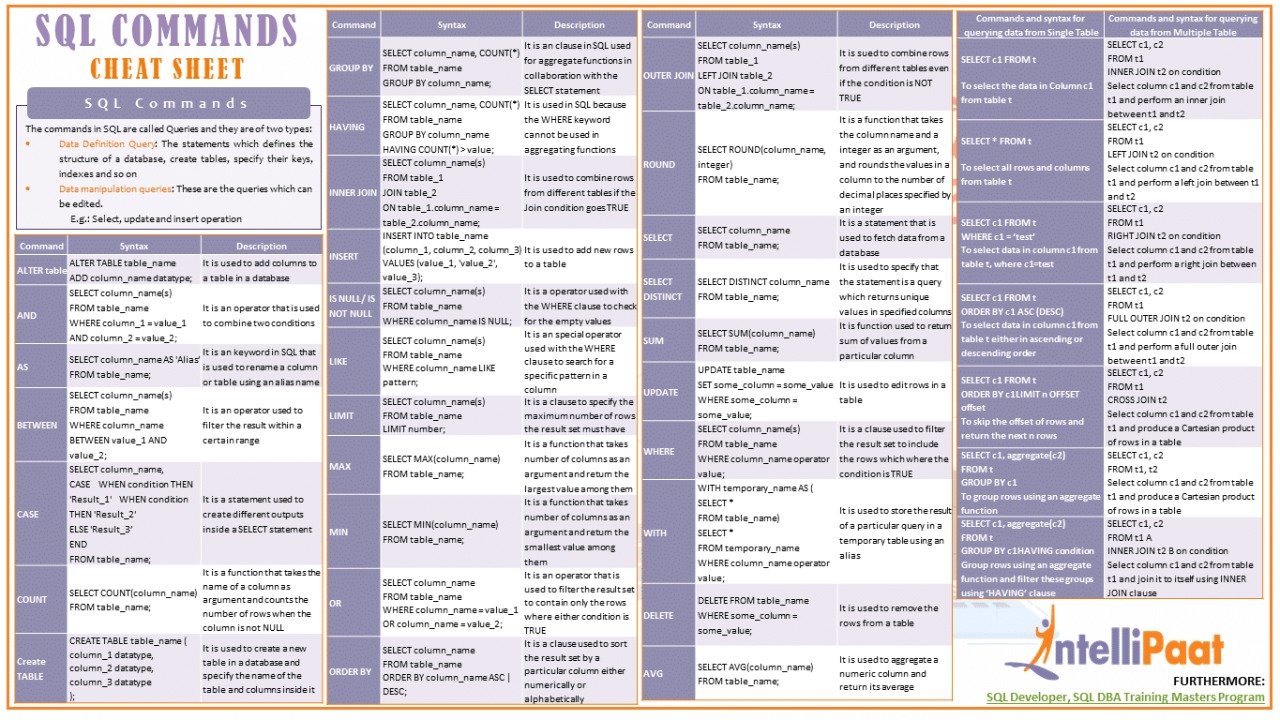 SQL COMMANDS
CHEAT SHEET
SQL Commands
The commands in SQL are called Queries and they are of two types:
• Data Definition Query: The statements which defines the
structure of a database, create tables, specify their keys,
indexes and so on
• Data manipulation queries: These are the queries which can
be edited.
E.g.: Select, update and insert operation
Command Syntax Description
ALTER table
ALTER TABLE table_name
ADD column_name datatype;
It is used to add columns to
a table in a database
AND
SELECT column_name(s)
FROM table_name
WHERE column_1 = value_1
AND column_2 = value_2;
It is an operator that is used
to combine two conditions
AS
SELECT column_name AS 'Alias'
FROM table_name;
It is an keyword in SQL that
is used to rename a column
or table using an alias name
BETWEEN
SELECT column_name(s)
FROM table_name
WHERE column_name
BETWEEN value_1 AND
value_2;
It is an operator used to
filter the result within a
certain range
CASE
SELECT column_name,
CASE WHEN condition THEN
'Result_1' WHEN condition
THEN 'Result_2'
ELSE 'Result_3'
END
FROM table_name;
It is a statement used to
create different outputs
inside a SELECT statement
COUNT
SELECT COUNT(column_name)
FROM table_name;
It is a function that takes the
name of a column as
argument and counts the
number of rows when the
column is not NULL
Create
TABLE
CREATE TABLE table_name (
column_1 datatype,
column_2 datatype,
column_3 datatype
);
It is used to create a new
table in a database and
specify the name of the
table and columns inside it
Command Syntax Description
GROUP BY
SELECT column_name, COUNT(*)
FROM table_name
GROUP BY column_name;
It is an clause in SQL used
for aggregate functions in
collaboration with the
SELECT statement
HAVING
SELECT column_name, COUNT(*)
FROM table_name
GROUP BY column_name
HAVING COUNT(*) > value;
It is used in SQL because
the WHERE keyword
cannot be used in
aggregating functions
INNER JOIN
SELECT column_name(s)
FROM table_1
JOIN table_2
ON table_1.column_name =
table_2.column_name;
It is used to combine rows
from different tables if the
Join condition goes TRUE
INSERT
INSERT INTO table_name
(column_1, column_2, column_3)
VALUES (value_1, 'value_2',
value_3);
It is used to add new rows
to a table
IS NULL/ IS
NOT NULL
SELECT column_name(s)
FROM table_name
WHERE column_name IS NULL;
It is a operator used with
the WHERE clause to check
for the empty values
LIKE
SELECT column_name(s)
FROM table_name
WHERE column_name LIKE
pattern;
It is an special operator
used with the WHERE
clause to search for a
specific pattern in a
column
LIMIT
SELECT column_name(s)
FROM table_name
LIMIT number;
It is a clause to specify the
maximum number of rows
the result set must have
MAX
SELECT MAX(column_name)
FROM table_name;
It is a function that takes
number of columns as an
argument and return the
largest value among them
MIN
SELECT MIN(column_name)
FROM table_name;
It is a function that takes
number of columns as an
argument and return the
smallest value among
them
OR
SELECT column_name
FROM table_name
WHERE column_name = value_1
OR column_name = value_2;
It is an operator that is
used to filter the result set
to contain only the rows
where either condition is
TRUE
ORDER BY
SELECT column_name
FROM table_name
ORDER BY column_name ASC |
DESC;
It is a clause used to sort
the result set by a
particular column either
numerically or
alphabetically
Command Syntax Description
OUTER JOIN
SELECT column_name(s)
FROM table_1
LEFT JOIN table_2
ON table_1.column_name =
table_2.column_name;
It is sued to combine rows
from different tables even
if the condition is NOT
TRUE
ROUND
SELECT ROUND(column_name,
integer)
FROM table_name;
It is a function that takes
the column name and a
integer as an argument,
and rounds the values in a
column to the number of
decimal places specified by
an integer
SELECT
SELECT column_name
FROM table_name;
It is a statement that is
used to fetch data from a
database
SELECT
DISTINCT
SELECT DISTINCT column_name
FROM table_name;
It is used to specify that
the statement is a query
which returns unique
values in specified columns
SUM
SELECT SUM(column_name)
FROM table_name;
It is function used to return
sum of values from a
particular column
UPDATE
UPDATE table_name
SET some_column = some_value
WHERE some_column =
some_value;
It is used to edit rows in a
table
WHERE
SELECT column_name(s)
FROM table_name
WHERE column_name operator
value;
It is a clause used to filter
the result set to include
the rows which where the
condition is TRUE
WITH
WITH temporary_name AS (
SELECT *
FROM table_name)
SELECT *
FROM temporary_name
WHERE column_name operator
value;
It is used to store the result
of a particular query in a
temporary table using an
alias
DELETE
DELETE FROM table_name
WHERE some_column =
some_value;
It is used to remove the
rows from a table
AVG
SELECT AVG(column_name)
FROM table_name;
It is used to aggregate a
numeric column and
return its average
Commands and syntax for
querying data from Single Table
Commands and syntax for querying
data from Multiple Table
SELECT c1 FROM t
To select the data in Column c1
from table t
SELECT c1, c2
FROM t1
INNER JOIN t2 on condition
Select column c1 and c2 from table
t1 and perform an inner join
between t1 and t2
SELECT * FROM t
To select all rows and columns
from table t
SELECT c1, c2
FROM t1
LEFT JOIN t2 on condition
Select column c1 and c2 from table
t1 and perform a left join between t1
and t2
SELECT c1 FROM t
WHERE c1 = 'test'
To select data in column c1 from
table t, where c1=test
SELECT c1, c2
FROM t1
RIGHT JOIN t2 on condition
Select column c1 and c2 from table
t1 and perform a right join between
t1 and t2
SELECT c1 FROM t
ORDER BY c1 ASC (DESC)
To select data in column c1 from
table t either in ascending or
descending order
SELECT c1, c2
FROM t1
FULL OUTER JOIN t2 on condition
Select column c1 and c2 from table
t1 and perform a full outer join
between t1 and t2
SELECT c1 FROM t
ORDER BY c1LIMIT n OFFSET
offset
To skip the offset of rows and
return the next n rows
SELECT c1, c2
FROM t1
CROSS JOIN t2
Select column c1 and c2 from table
t1 and produce a Cartesian product
of rows in a table
SELECT c1, aggregate(c2)
FROM t
GROUP BY c1
To group rows using an aggregate
function
SELECT c1, c2
FROM t1, t2
Select column c1 and c2 from table
t1 and produce a Cartesian product
of rows in a table
SELECT c1, aggregate(c2)
FROM t
GROUP BY c1HAVING condition
Group rows using an aggregate
function and filter these groups
using 'HAVING' clause
SELECT c1, c2
FROM t1 A
INNER JOIN t2 B on condition
Select column c1 and c2 from table
t1 and join it to itself using INNER
JOIN clause
IntelliPaat
FURTHERMORE:
SQL Developer, SQL DBA Training Masters Program